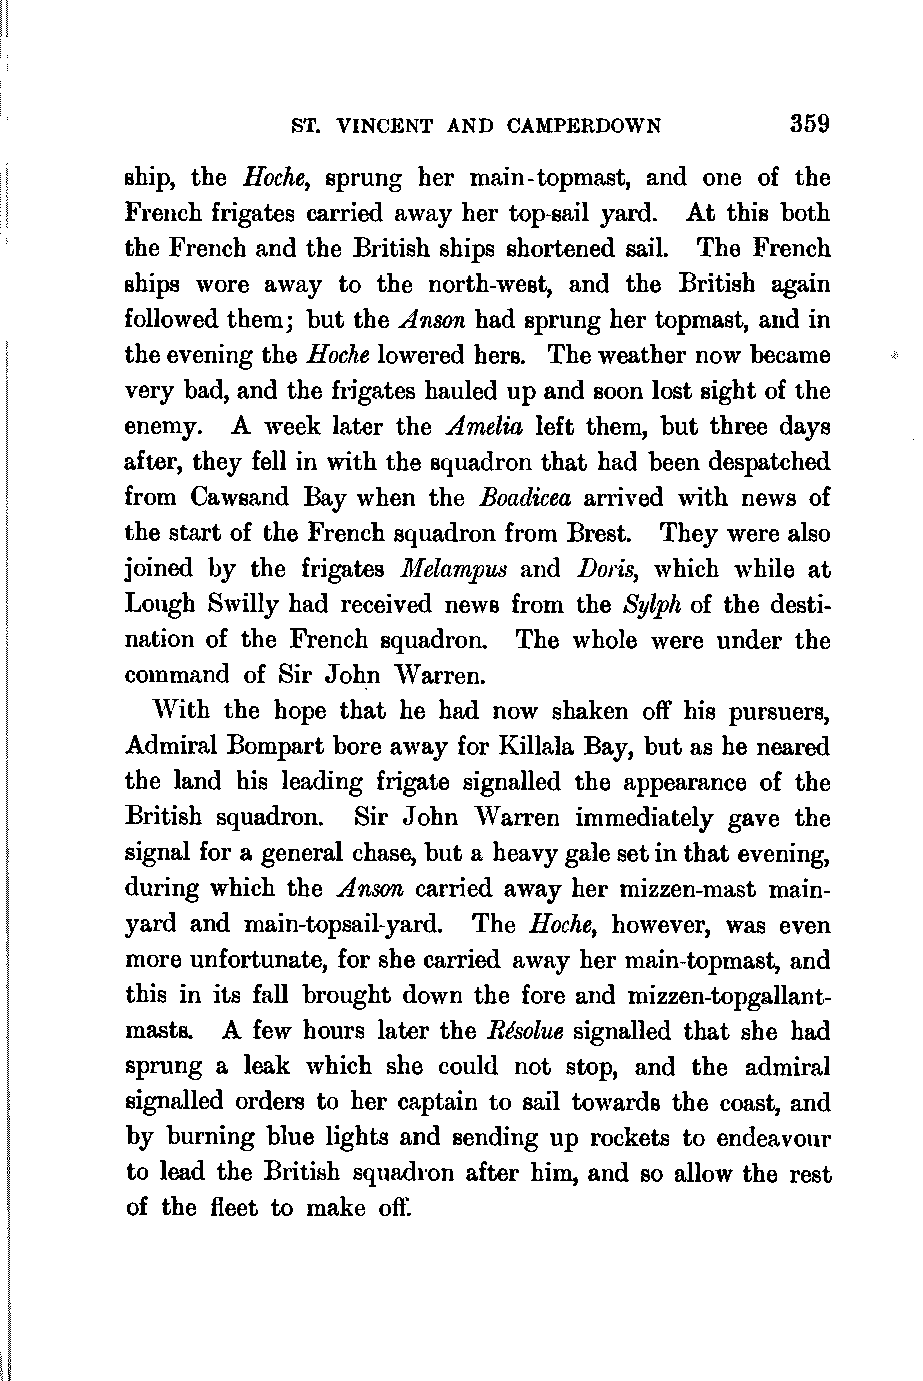 ST. VINCENT AND CAMPERDOWN 359
ship, the Hoche, sprung her main-topmast, and one of the
French frigates carried away her top-sail yard. At this both
the French and the British ships shortened sail. The French
ships wore away to the north-west, and the British again
followed them; but the Anson had sprung her topmast, and in
the evening the Hoche lowered hers. The weather now became
very bad, and the frigates hauled up and soon lost sight of the
enemy. A week later the Amelia left them, but three days
after, they fell in with the squadron that had been despatched
from Cawsand Bay when the Boadicea arrived with news of
the start of the French squadron from Brest. They were also
joined by the frigates Melampus and Doris, which while at
Lough Swilly had received news from the Sylph of the desti-
nation of the French squadron. The whole were under the
command of Sir John Warren.
With the hope that he had now shaken off his pursuers,
Admiral Bompart bore away for Killala Bay, but as he neared
the land his leading frigate signalled the appearance of the
British squadron. Sir John Warren immediately gave the
signal for a general chase, but a heavy gale set in that evening,
during which the Anson carried away her mizzen-mast main-
yard and main-topsail-yard. The Hoche, however, was even
more unfortunate, for she carried away her main-topmast, and
this in its fall brought down the fore and mizzen-topgallant-
masts. A few hours later the Résolue signalled that she had
sprung a leak which she could not stop, and the admiral
signalled orders to her captain to sail towards the coast, and
by burning blue lights and sending up rockets to endeavour
to lead the British squadron after him, and so allow the rest
of the fleet to make off.